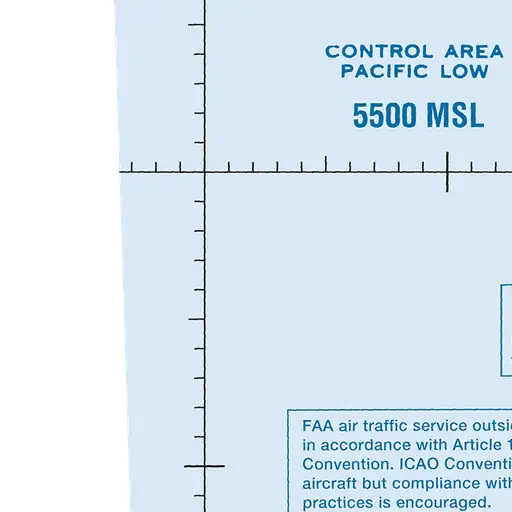 CONTROL AREA
PACIFIC LOW
5500 MSL
FAA air traffic service outsi
in accordance with Article 1
Convention. ICAO Conventi
aircraft but compliance with
practices is encouraged.